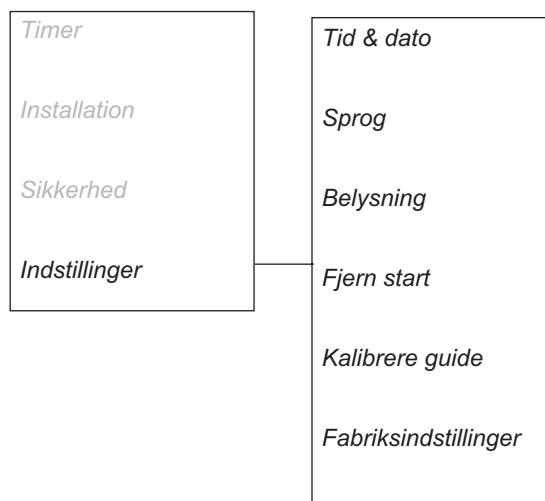 Timer
Installation
Sikkerhed
Indstillinger
Tid & dato
Sprog
Belysning
Fjern start
Kalibrere guide
Fabriksindstillinger